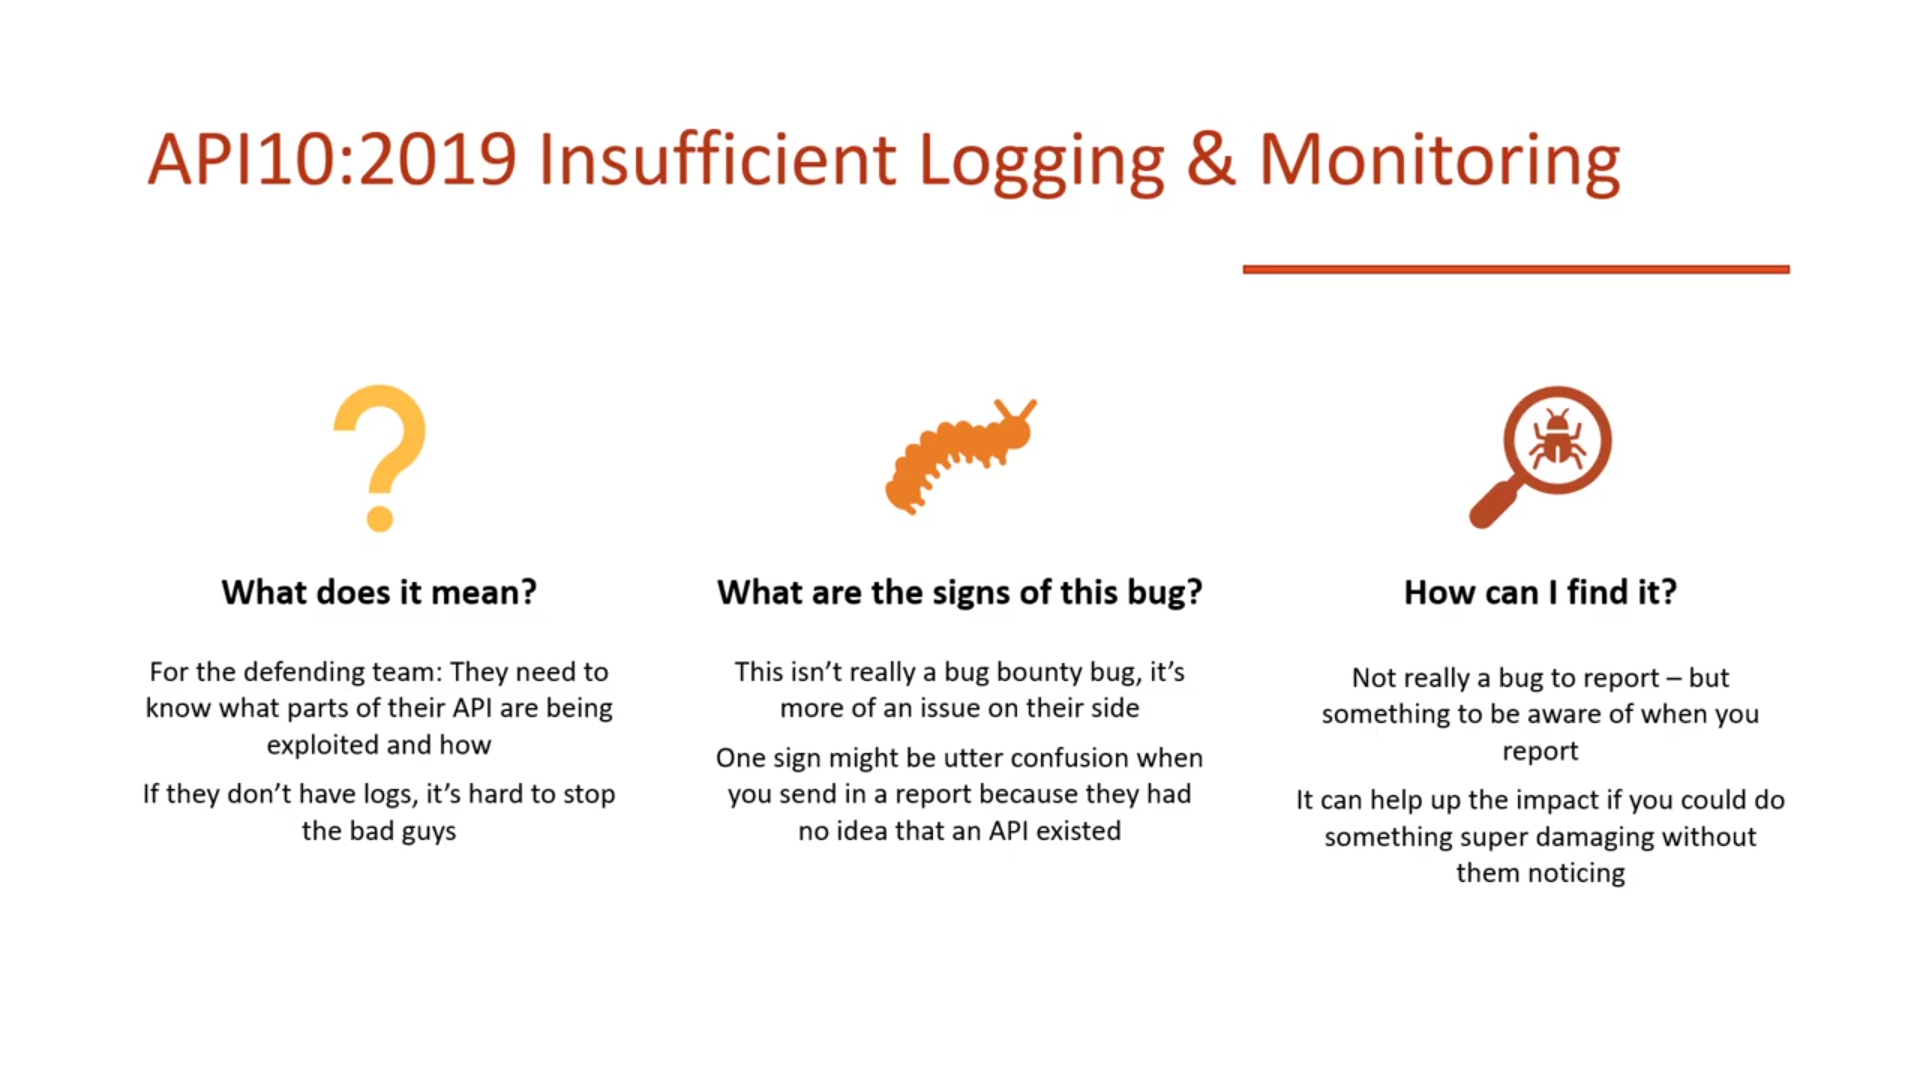 API10:2019 Insufficient Logging & Monitoring
What does it mean?
For the defending team: They need to
know what parts of their API are being
exploited and how
If they don’t have logs, it’s hard to stop
the bad guys
What are the signs of this bug?
This isn’t really a bug bounty bug, it’s
more of an issue on their side
One sign might be utter confusion when
you send in a report because they had
no idea that an API existed
How can I find it?
Not really a bug to report – but
something to be aware of when you
report
It can help up the impact if you could do
something super damaging without
them noticing